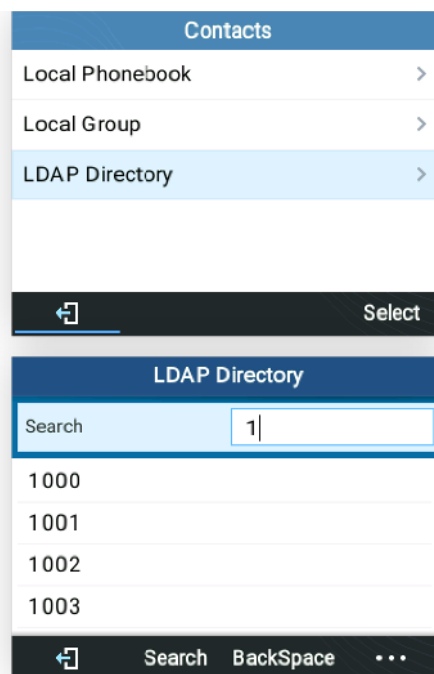 Contacts
Local Phonebook
Local Group
LDAP Directory
Select
LDAP Directory
Search 1
1000
1001
1002
1003
Search BackSpace ...